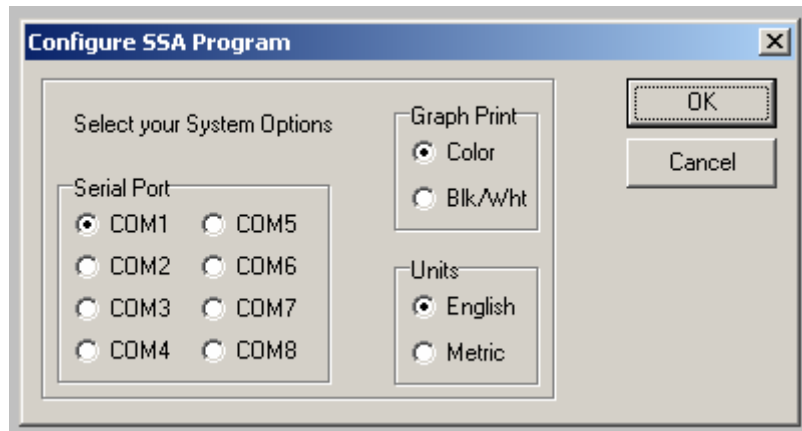 Configure SSA Program
Select your System Options
Serial Port
COM1 COM5
COM2 COM6
COM3 COM7
COM4 COM8
Graph Print
Color
Blk/Wht
Units
English
Metric
OK
Cancel